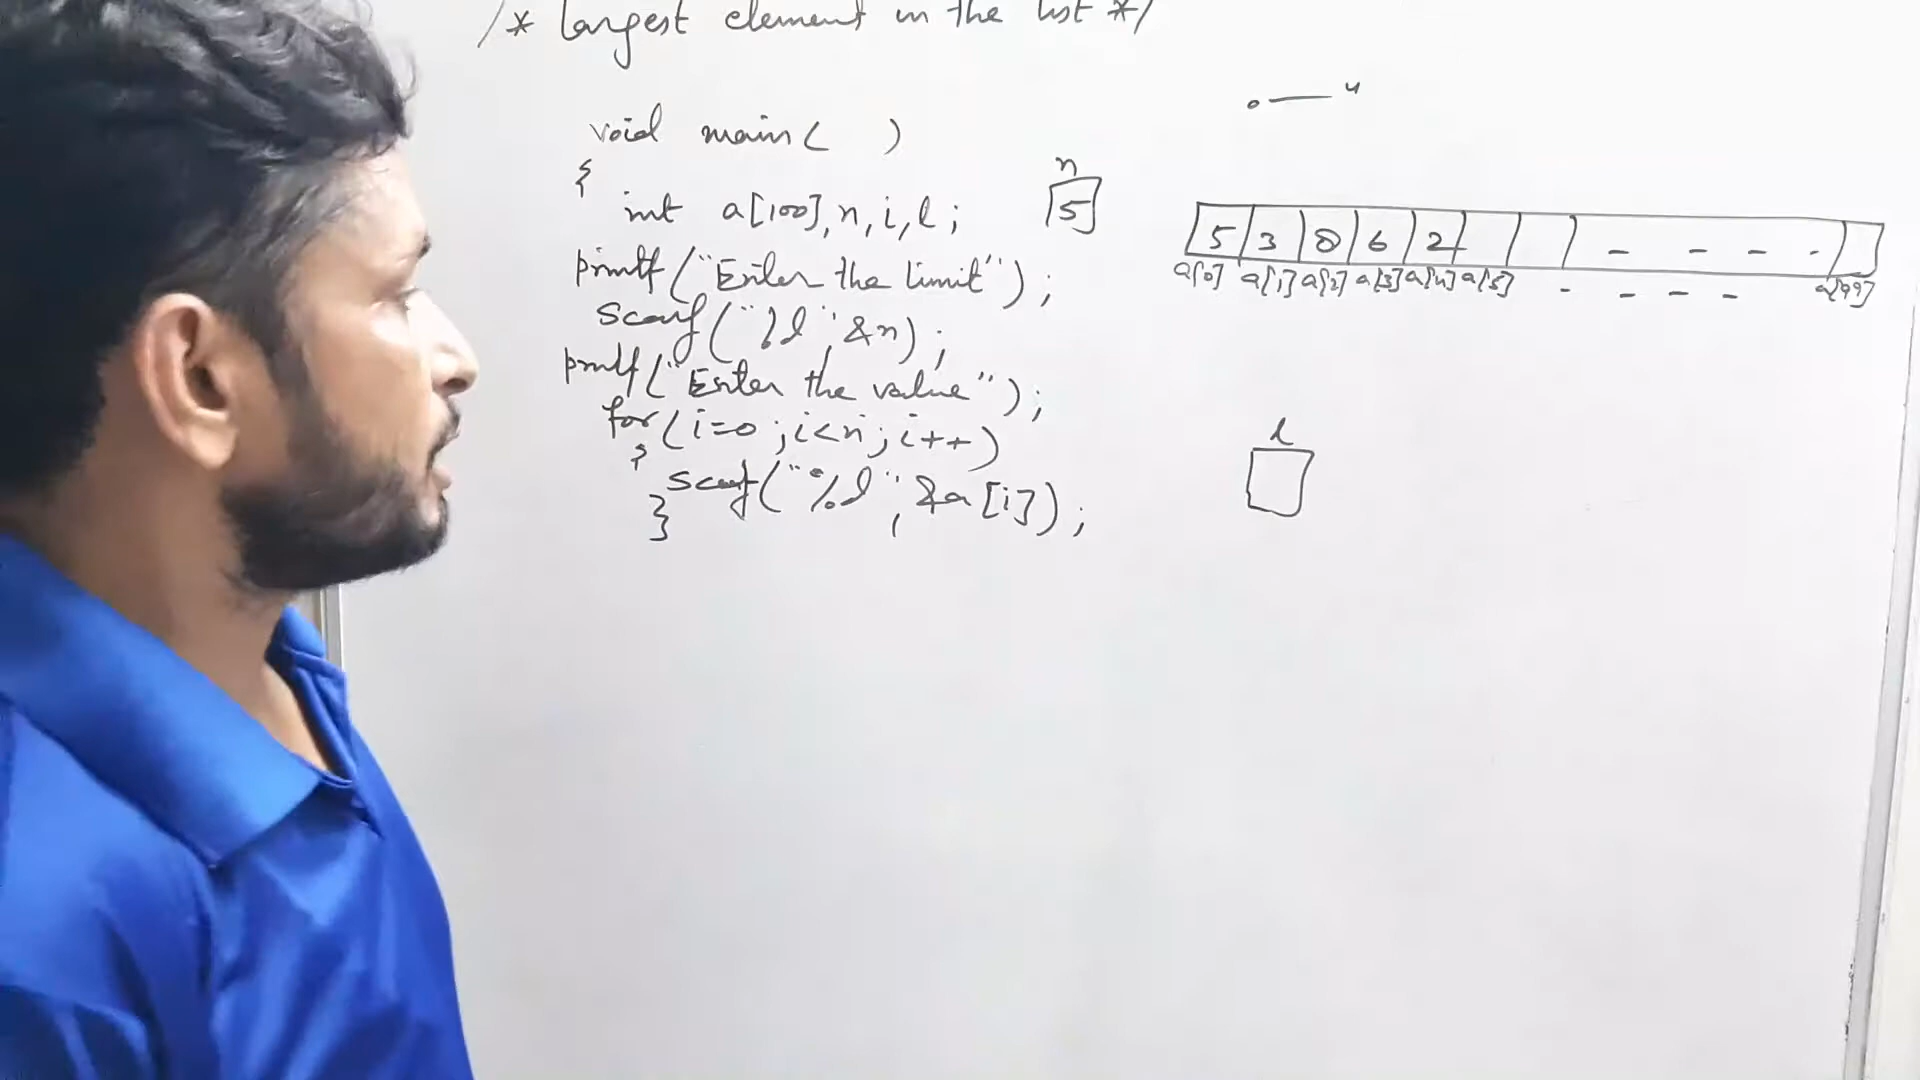 /* largest element in the list */
void main( )
{
int a[100],n,i,l;
printf("Enter the limit");
scanf("%d",&n);
printf("Enter the value");
for(i=0;i<n;i++)
{
scanf("%d",&a[i]);
}
0 — 4
n
5
5 3 8 6 2 - - - -
a[0] a[1] a[2] a[3] a[4] a[5] - - - - a[99]
l